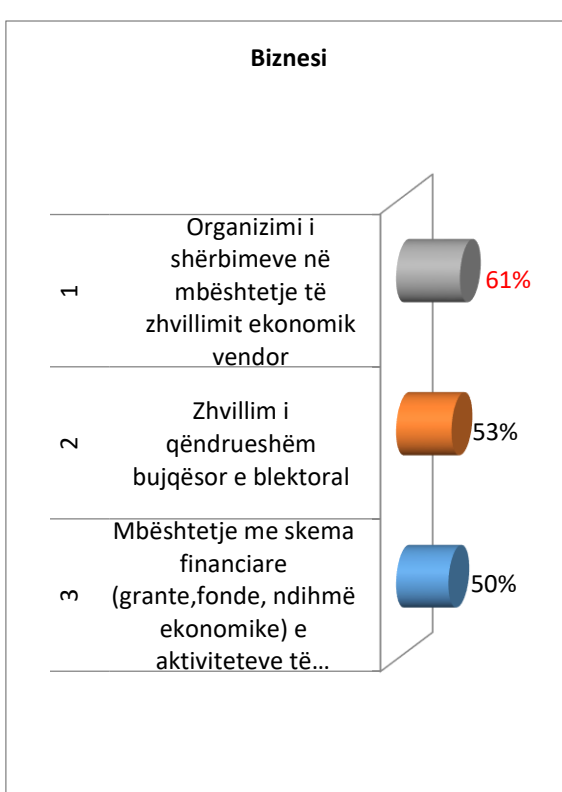 Biznesi
1
Organizimi i
shërbimeve në
mbështetje të
zhvillimit ekonomik
vendor
61%
2
Zhvillim i
qëndrueshëm
bujqësor e blektoral
53%
3
Mbështetje me skema
financiare
(grante,fonde, ndihmë
ekonomike) e
aktiviteteve të…
50%